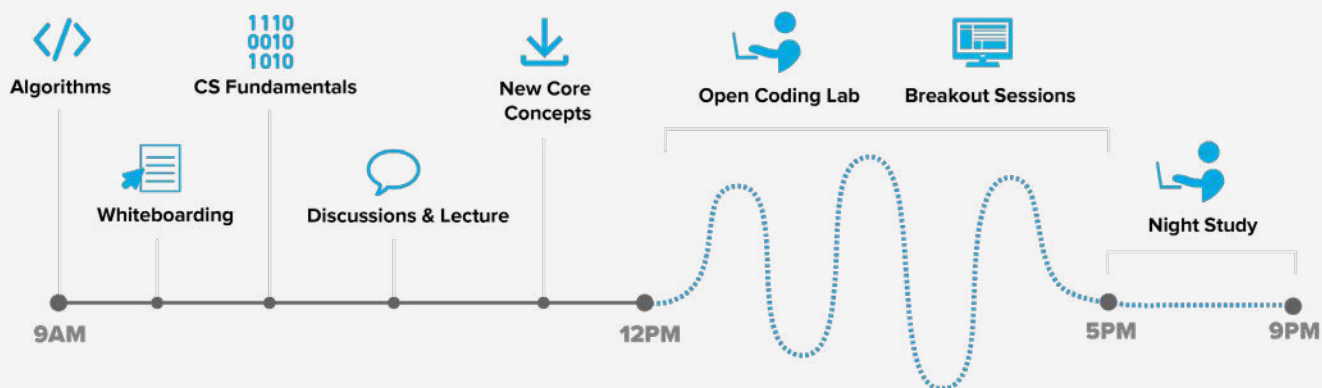 1110
0010
1010
Algorithms
CS Fundamentals
New Core
Concepts
Open Coding Lab
Breakout Sessions
Whiteboarding
Discussions & Lecture
Night Study
9AM
12PM
5PM
9PM